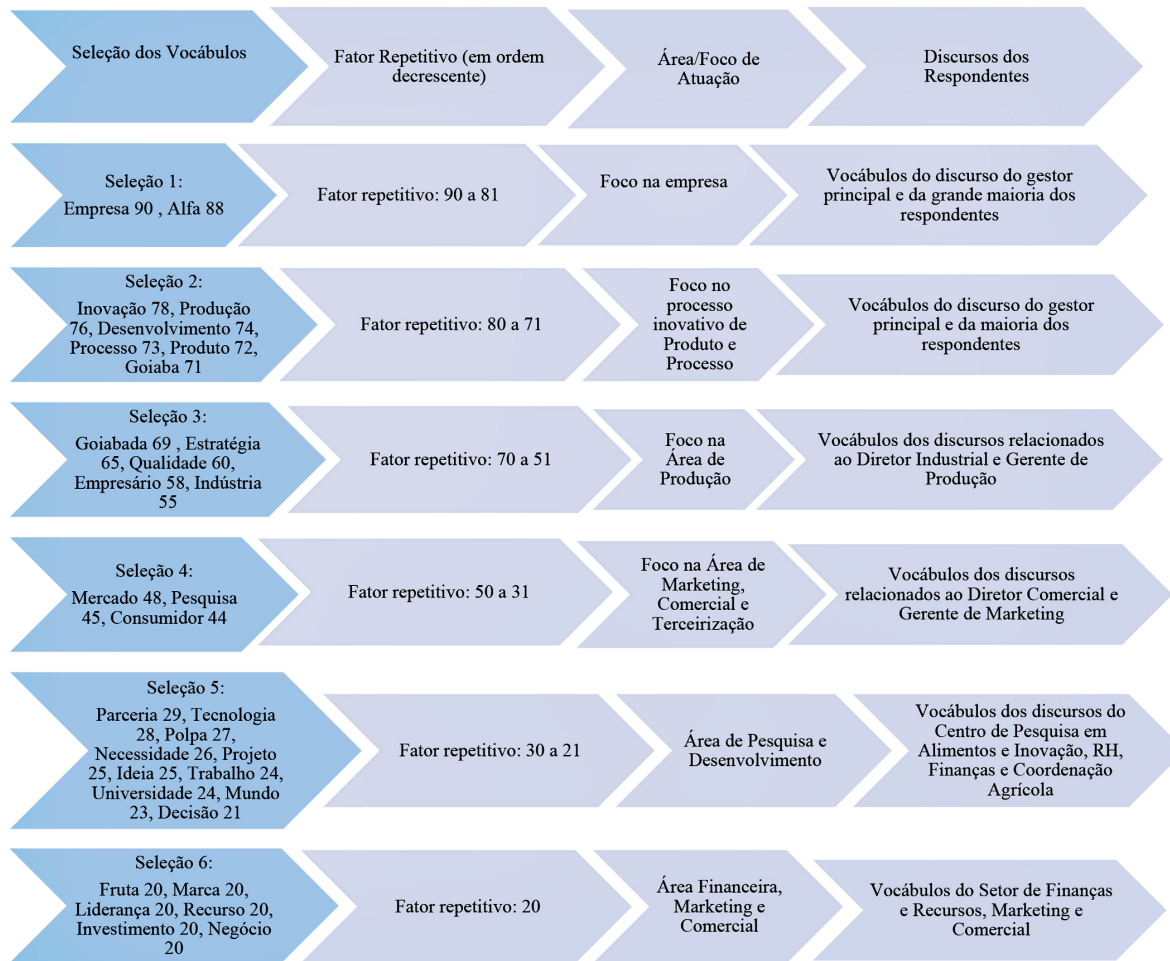 Seleção dos Vocábulos
Fator Repetitivo (em ordem
decrescente)
Área/Foco de
Atuação
Discursos dos
Respondentes
Seleção 1:
Empresa 90 , Alfa 88
Fator repetitivo: 90 a 81
Foco na empresa
Vocábulos do discurso do gestor
principal e da grande maioria dos
respondentes
Seleção 2:
Inovação 78, Produção
76, Desenvolvimento 74,
Processo 73, Produto 72,
Goiaba 71
Fator repetitivo: 80 a 71
Foco no
processo
inovativo de
Produto e
Processo
Vocábulos do discurso do gestor
principal e da maioria dos
respondentes
Seleção 3:
Goiabada 69 , Estratégia
65, Qualidade 60,
Empresário 58, Indústria
55
Fator repetitivo: 70 a 51
Foco na
Área de
Produção
Vocábulos dos discursos relacionados
ao Diretor Industrial e Gerente de
Produção
Seleção 4:
Mercado 48, Pesquisa
45, Consumidor 44
Fator repetitivo: 50 a 31
Foco na Área de
Marketing,
Comercial e
Terceirização
Vocábulos dos discursos
relacionados ao Diretor Comercial e
Gerente de Marketing
Seleção 5:
Parceria 29, Tecnologia
28, Polpa 27,
Necessidade 26, Projeto
25, Ideia 25, Trabalho 24,
Universidade 24, Mundo
23, Decisão 21
Fator repetitivo: 30 a 21
Área de Pesquisa e
Desenvolvimento
Vocábulos dos discursos do
Centro de Pesquisa em
Alimentos e Inovação, RH,
Finanças e Coordenação
Agrícola
Seleção 6:
Fruta 20, Marca 20,
Liderança 20, Recurso 20,
Investimento 20, Negócio
20
Fator repetitivo: 20
Área Financeira,
Marketing e
Comercial
Vocábulos do Setor de Finanças
e Recursos, Marketing e
Comercial